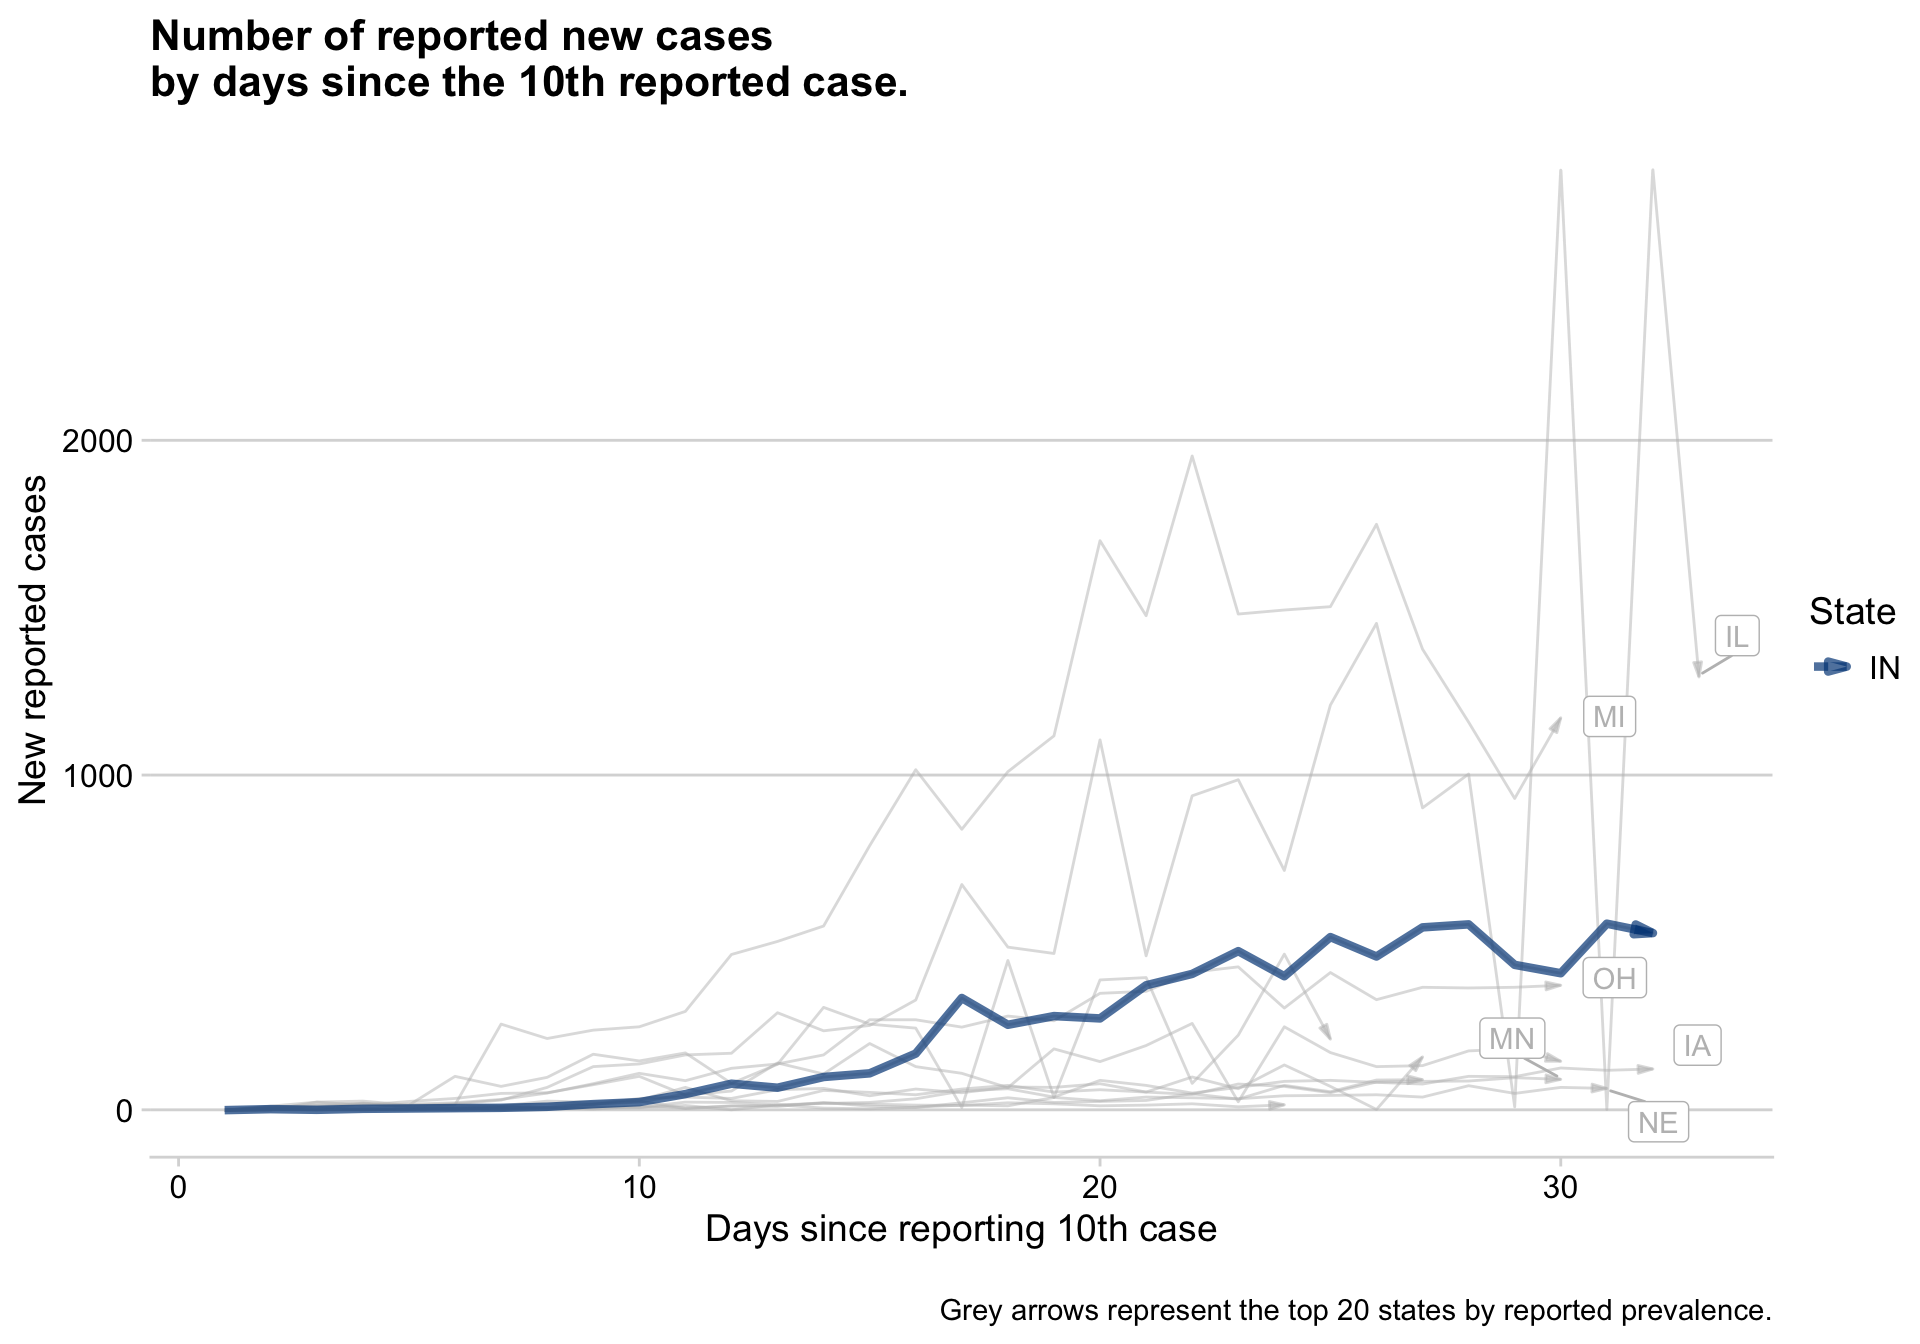 Number of reported new cases
by days since the 10th reported case.
New reported cases
2000
1000
0
IL
MI
OH
MN
IA
NE
State
IN
0 10 20 30
Days since reporting 10th case
Grey arrows represent the top 20 states by reported prevalence.